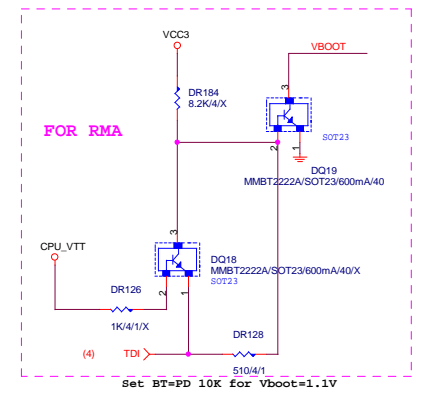 VCC3
VBOOT
DR184
8.2K/4/X
3
FOR RMA
SOT23
2
1
DQ19
MMBT2222A/SOT23/600mA/40
3
CPU_VTT
DQ18
MMBT2222A/SOT23/600mA/40/X
SOT23
DR126
2
1
1K/4/1/X
DR128
(4)
TDI
510/4/1
Set BT=PD 10K for Vboot=1.1V